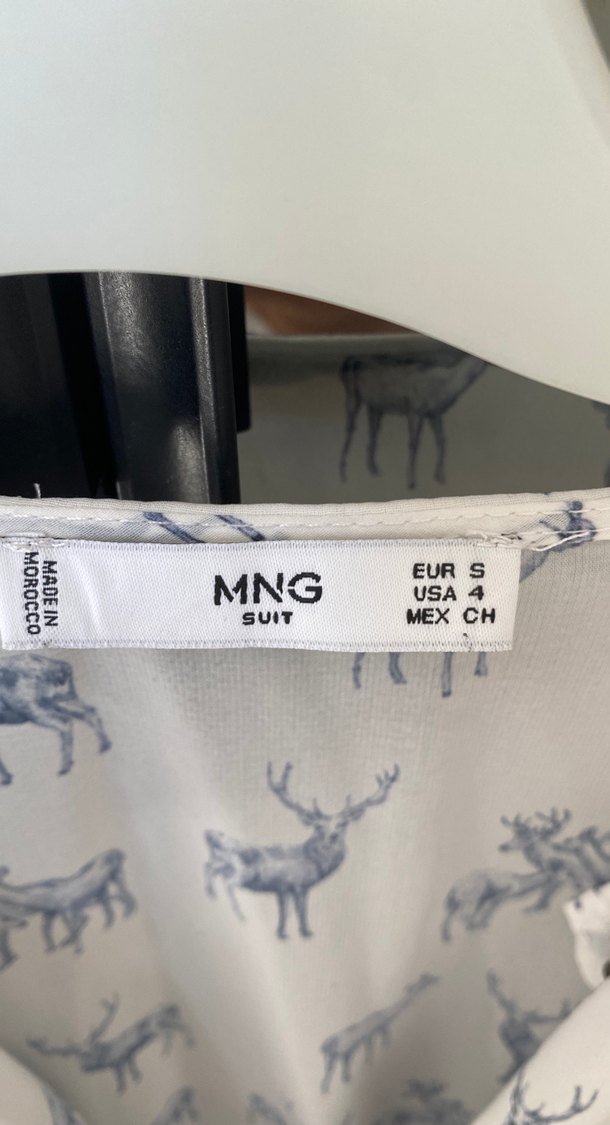 MADE IN
MOROCCO
MNG
SUIT
EUR S
USA 4
MEX CH